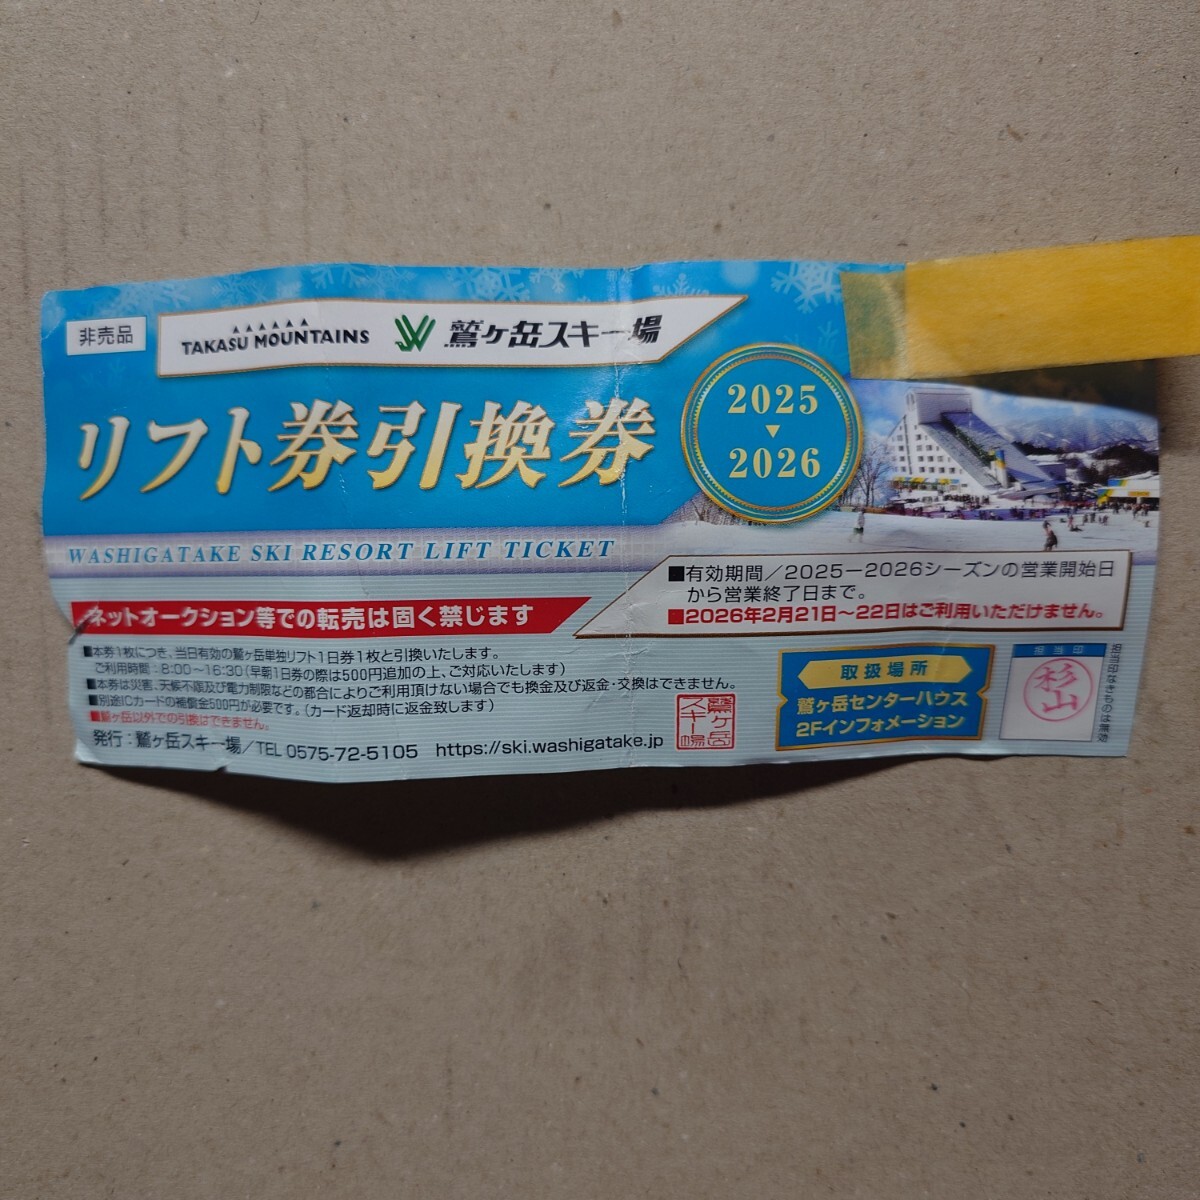 非売品
TAKASU MOUNTAINS
鷲ヶ岳スキー場
リフト券引換券
2025
▼
2026
WASHIGATAKE SKI RESORT LIFT TICKET
■有効期間／2025－2026シーズンの営業開始日
から営業終了日まで。
■2026年2月21日～22日はご利用いただけません。
ネットオークション等での転売は固く禁じます
■本券1枚につき、当日有効の鷲ヶ岳単独リフト1日券1枚と引換いたします。
ご利用時間：8:00～16:30(早朝1日券の際は500円追加の上、ご対応いたします)
■本券は災害、天候不順及び電力制限などの都合によりご利用頂けない場合でも換金及び返金・交換はできません。
■別途ICカードの補償金500円が必要です。(カード返却時に返金致します)
■鷲ヶ岳以外での引換はできません。
発行：鷲ヶ岳スキー場／TEL 0575-72-5105 https://ski.washigatake.jp
鷲ヶ岳
スキー場
取扱場所
鷲ヶ岳センターハウス
2Fインフォメーション
担当印
杉山
担当印なきものは無効